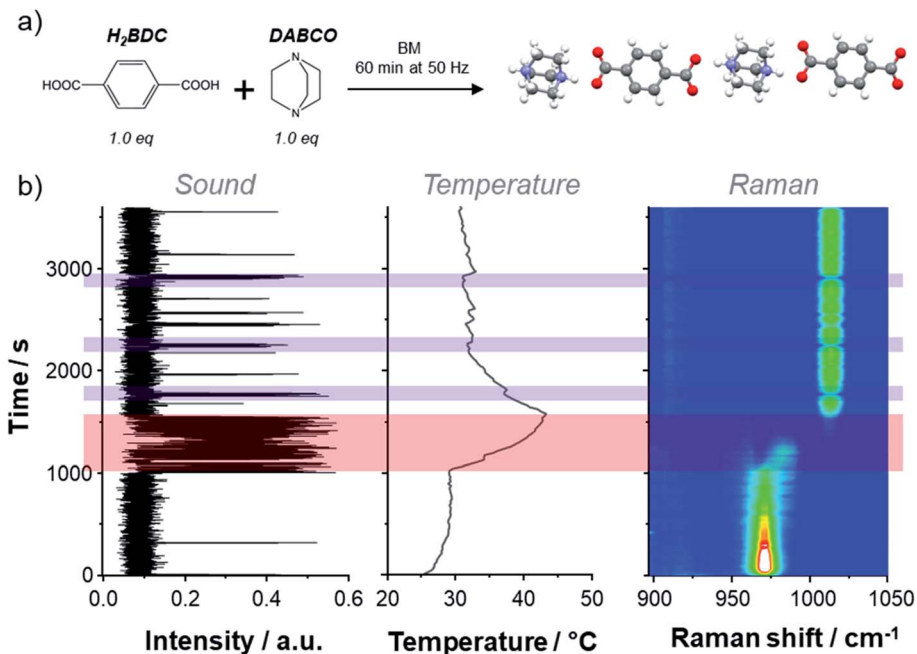 a)
H₂BDC
DABCO
HOOC
COOH
+
N
N
1.0 eq
1.0 eq
BM
60 min at 50 Hz
b)
Sound
Temperature
Raman
Time / s
3000
2000
1000
0
0.0 0.2 0.4 0.6
20 30 40 50
900 950 1000 1050
Intensity / a.u.
Temperature / °C
Raman shift / cm⁻¹